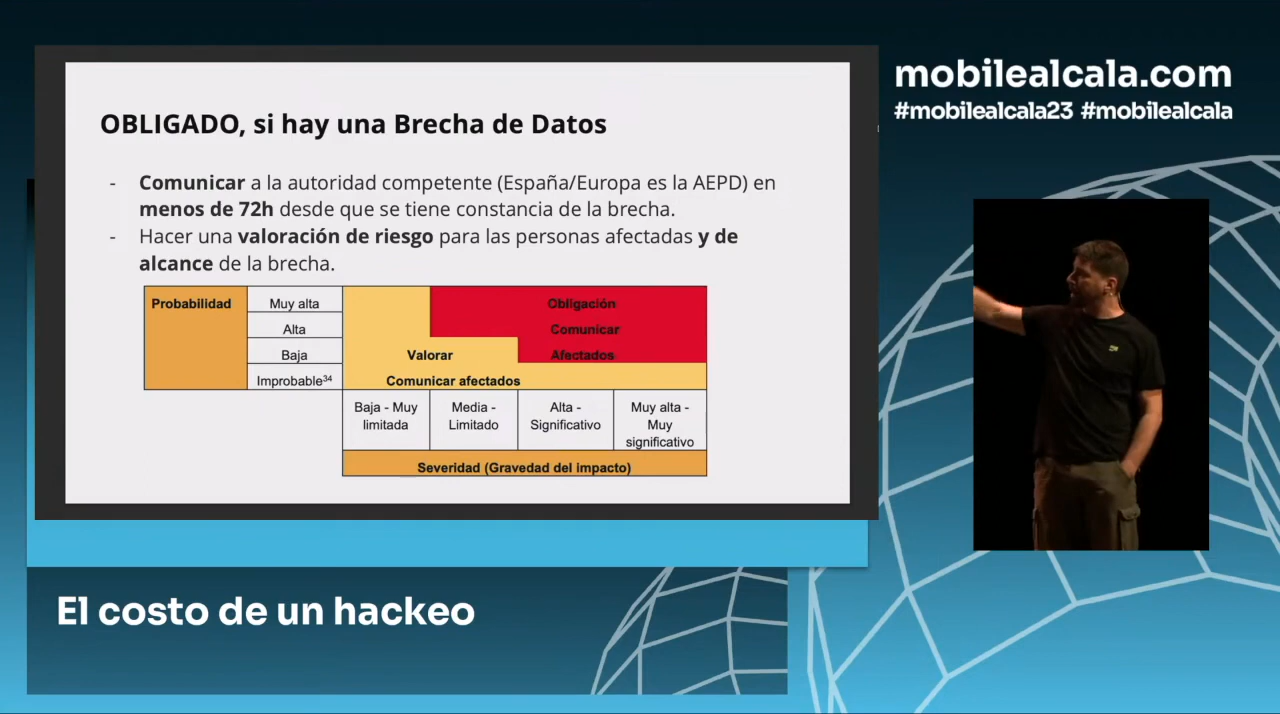 mobilealcala.com
#mobilealcala23 #mobilealcala
OBLIGADO, si hay una Brecha de Datos
- Comunicar a la autoridad competente (España/Europa es la AEPD) en
menos de 72h desde que se tiene constancia de la brecha.
- Hacer una valoración de riesgo para las personas afectadas y de
alcance de la brecha.
Probabilidad
Muy alta
Alta
Baja
Improbable³⁴
Obligación
Comunicar
Afectados
Valorar
Comunicar afectados
Baja - Muy
limitada
Media -
Limitado
Alta -
Significativo
Muy alta -
Muy
significativo
Severidad (Gravedad del impacto)
El costo de un hackeo